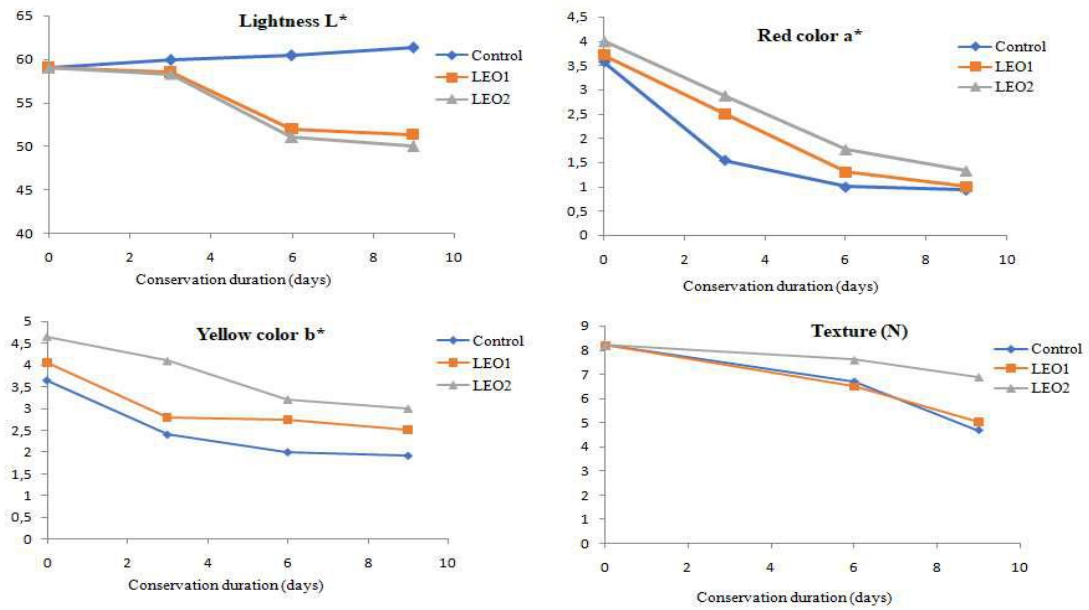 Lightness L*
65
60
55
50
45
40
0 2 4 6 8 10
Conservation duration (days)
Control
LEO1
LEO2
Red color a*
4,5
4
3,5
3
2,5
2
1,5
1
0,5
0
0 2 4 6 8 10
Conservation duration (days)
Control
LEO1
LEO2
Yellow color b*
5
4,5
4
3,5
3
2,5
2
1,5
1
0,5
0
0 2 4 6 8 10
Conservation duration (days)
Control
LEO1
LEO2
Texture (N)
9
8
7
6
5
4
3
2
1
0
0 2 4 6 8 10
Conservation duration (days)
Control
LEO1
LEO2